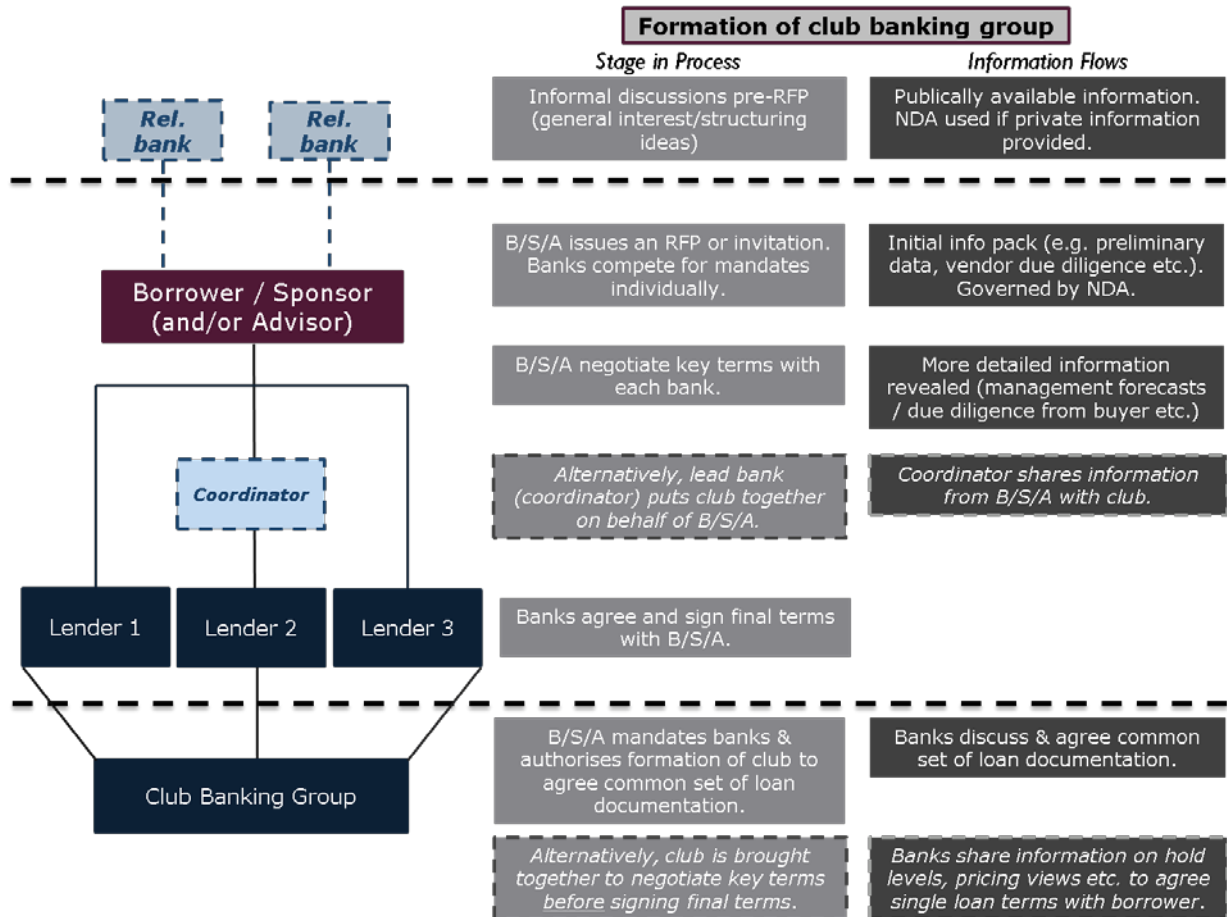 Formation of club banking group
Stage in Process
Information Flows
Rel.
bank
Rel.
bank
Informal discussions pre-RFP
(general interest/structuring
ideas)
Publically available information.
NDA used if private information
provided.
Borrower / Sponsor
(and/or Advisor)
B/S/A issues an RFP or invitation.
Banks compete for mandates
individually.
Initial info pack (e.g. preliminary
data, vendor due diligence etc.).
Governed by NDA.
B/S/A negotiate key terms with
each bank.
More detailed information
revealed (management forecasts
/ due diligence from buyer etc.)
Coordinator
Alternatively, lead bank
(coordinator) puts club together
on behalf of B/S/A.
Coordinator shares information
from B/S/A with club.
Lender 1
Lender 2
Lender 3
Banks agree and sign final terms
with B/S/A.
Club Banking Group
B/S/A mandates banks &
authorises formation of club to
agree common set of loan
documentation.
Banks discuss & agree common
set of loan documentation.
Alternatively, club is brought
together to negotiate key terms
before signing final terms.
Banks share information on hold
levels, pricing views etc. to agree
single loan terms with borrower.